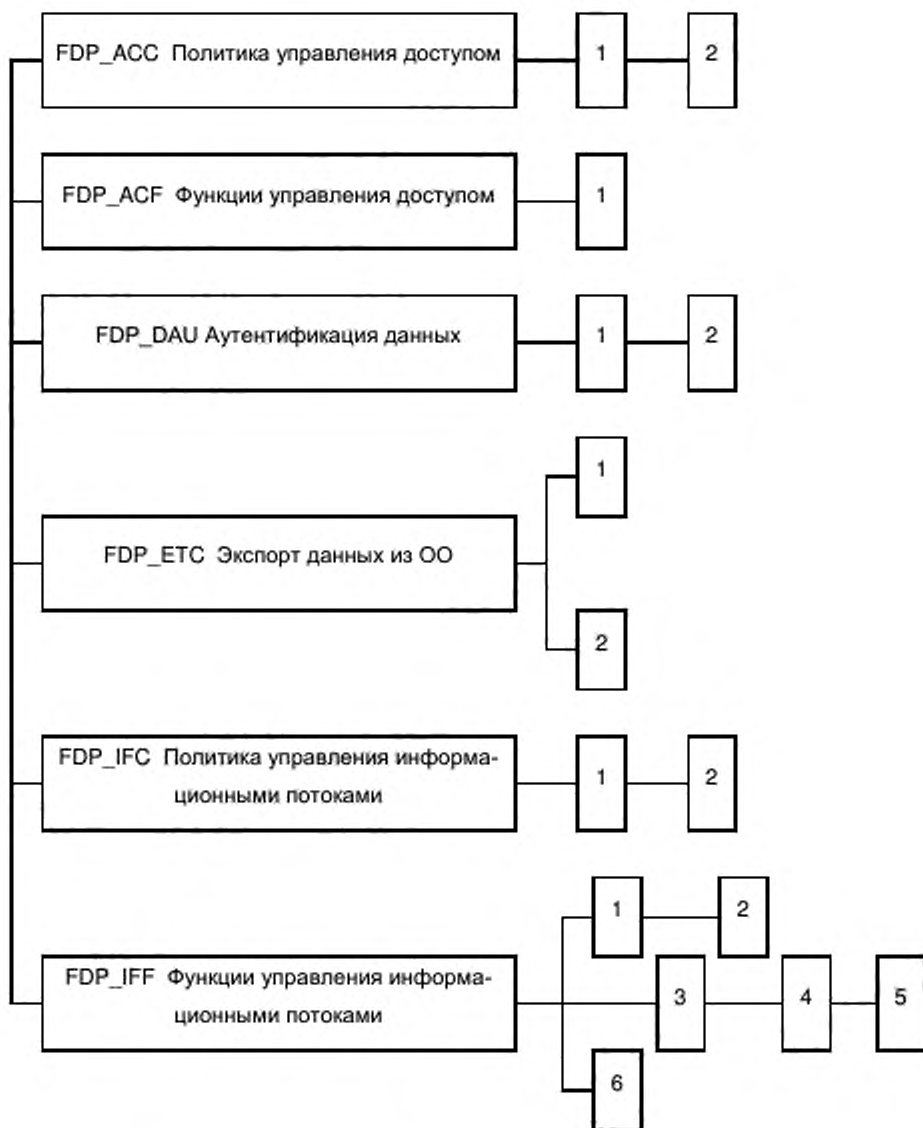 FDP_ACC Политика управления доступом 1 2
FDP_ACF Функции управления доступом 1
FDP_DAU Аутентификация данных 1 2
1
FDP_ETC Экспорт данных из ОО
2
FDP_IFC Политика управления информа-
ционными потоками
1 2
1 2
FDP_IFF Функции управления информа-
ционными потоками
3 4 5
6